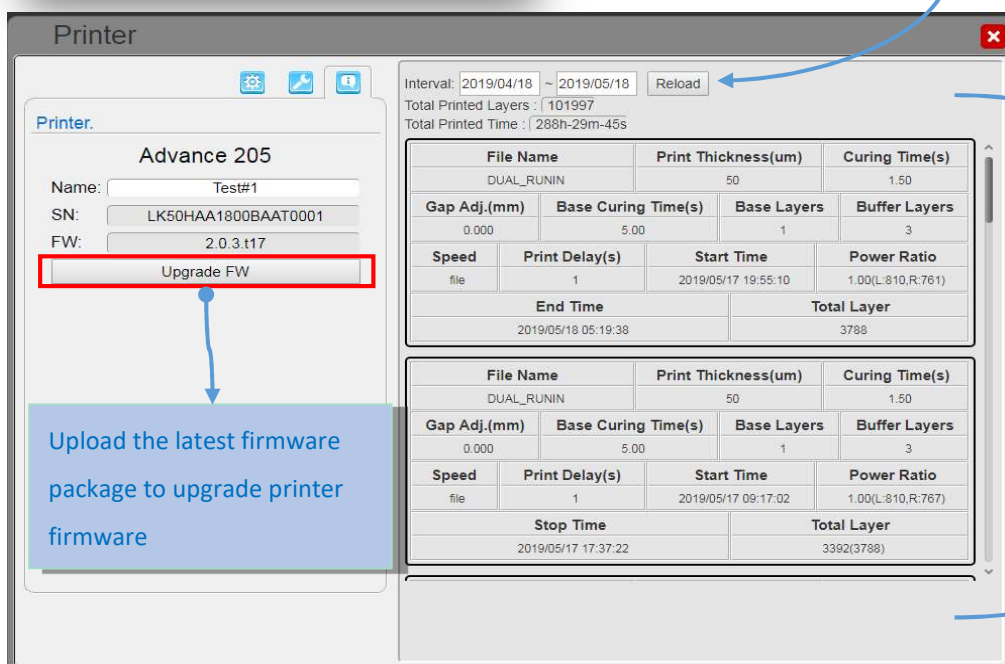 Printer
Printer.
Advance 205
Name: Test#1
SN: LK50HAA1800BAAT0001
FW: 2.0.3.t17
Upgrade FW
Upload the latest firmware
package to upgrade printer
firmware
Interval: 2019/04/18 ~ 2019/05/18 Reload
Total Printed Layers : 101997
Total Printed Time : 288h-29m-45s
File Name Print Thickness(um) Curing Time(s)
DUAL_RUNIN 50 1.50
Gap Adj.(mm) Base Curing Time(s) Base Layers Buffer Layers
0.000 5.00 1 3
Speed Print Delay(s) Start Time Power Ratio
file 1 2019/05/17 19:55:10 1.00(L:810,R:761)
End Time Total Layer
2019/05/18 05:19:38 3788
File Name Print Thickness(um) Curing Time(s)
DUAL_RUNIN 50 1.50
Gap Adj.(mm) Base Curing Time(s) Base Layers Buffer Layers
0.000 5.00 1 3
Speed Print Delay(s) Start Time Power Ratio
file 1 2019/05/17 09:17:02 1.00(L:810,R:767)
Stop Time Total Layer
2019/05/17 17:37:22 3392(3788)